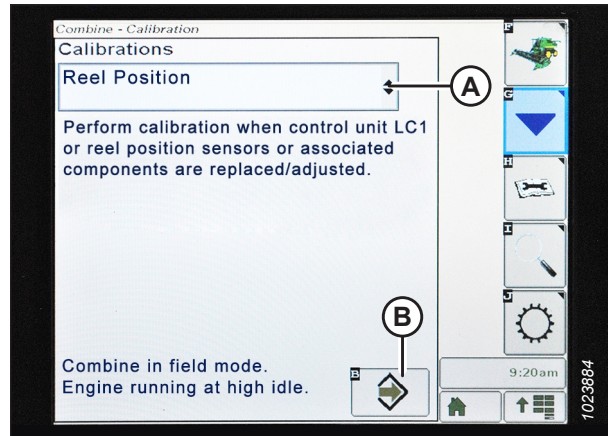 Combine - Calibration
Calibrations
Reel Position
A
Perform calibration when control unit LC1
or reel position sensors or associated
components are replaced/adjusted.
B
Combine in field mode.
Engine running at high idle.
B
F
G
H
I
J
9:20am
1023884